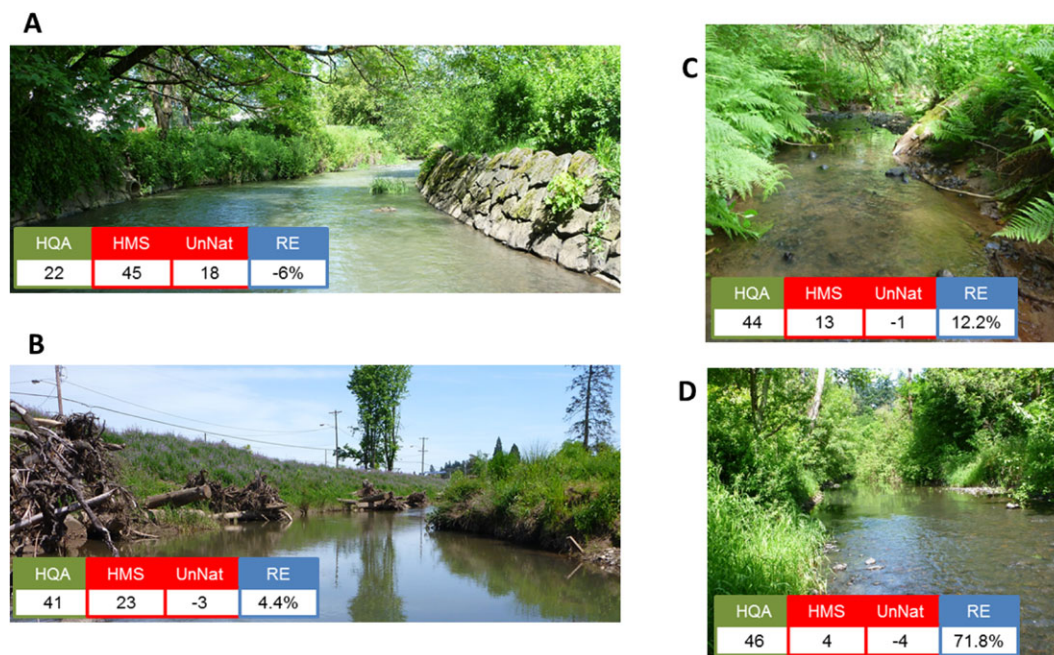 A
HQA HMS UnNat RE
22 45 18 -6%
B
HQA HMS UnNat RE
41 23 -3 4.4%
C
HQA HMS UnNat RE
44 13 -1 12.2%
D
HQA HMS UnNat RE
46 4 -4 71.8%